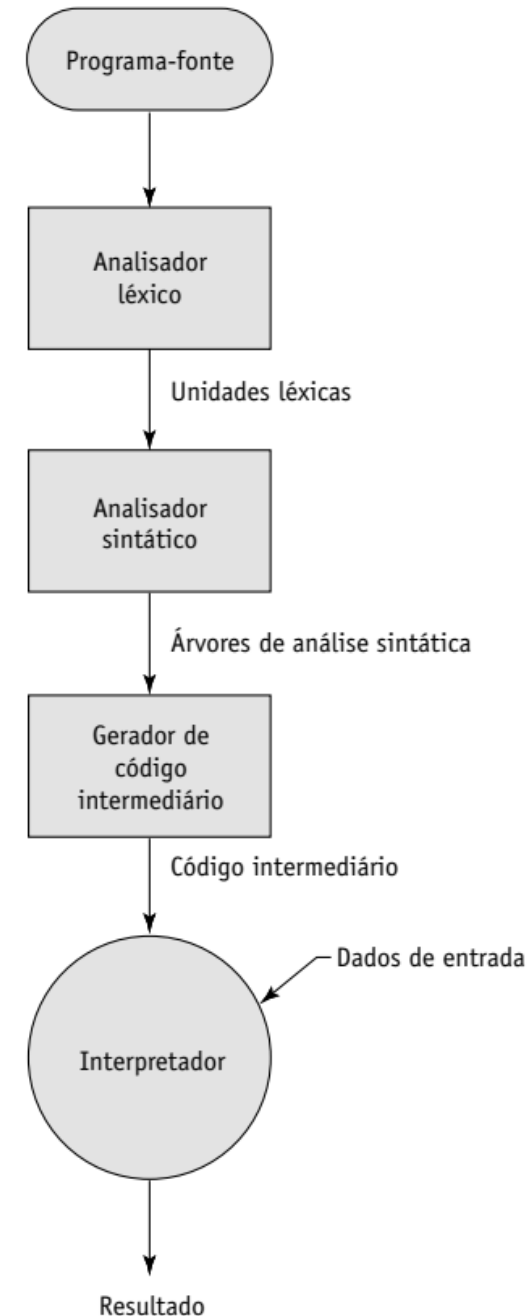 Programa-fonte
Analisador
léxico
Unidades léxicas
Analisador
sintático
Árvores de análise sintática
Gerador de
código
intermediário
Código intermediário
Dados de entrada
Interpretador
Resultado